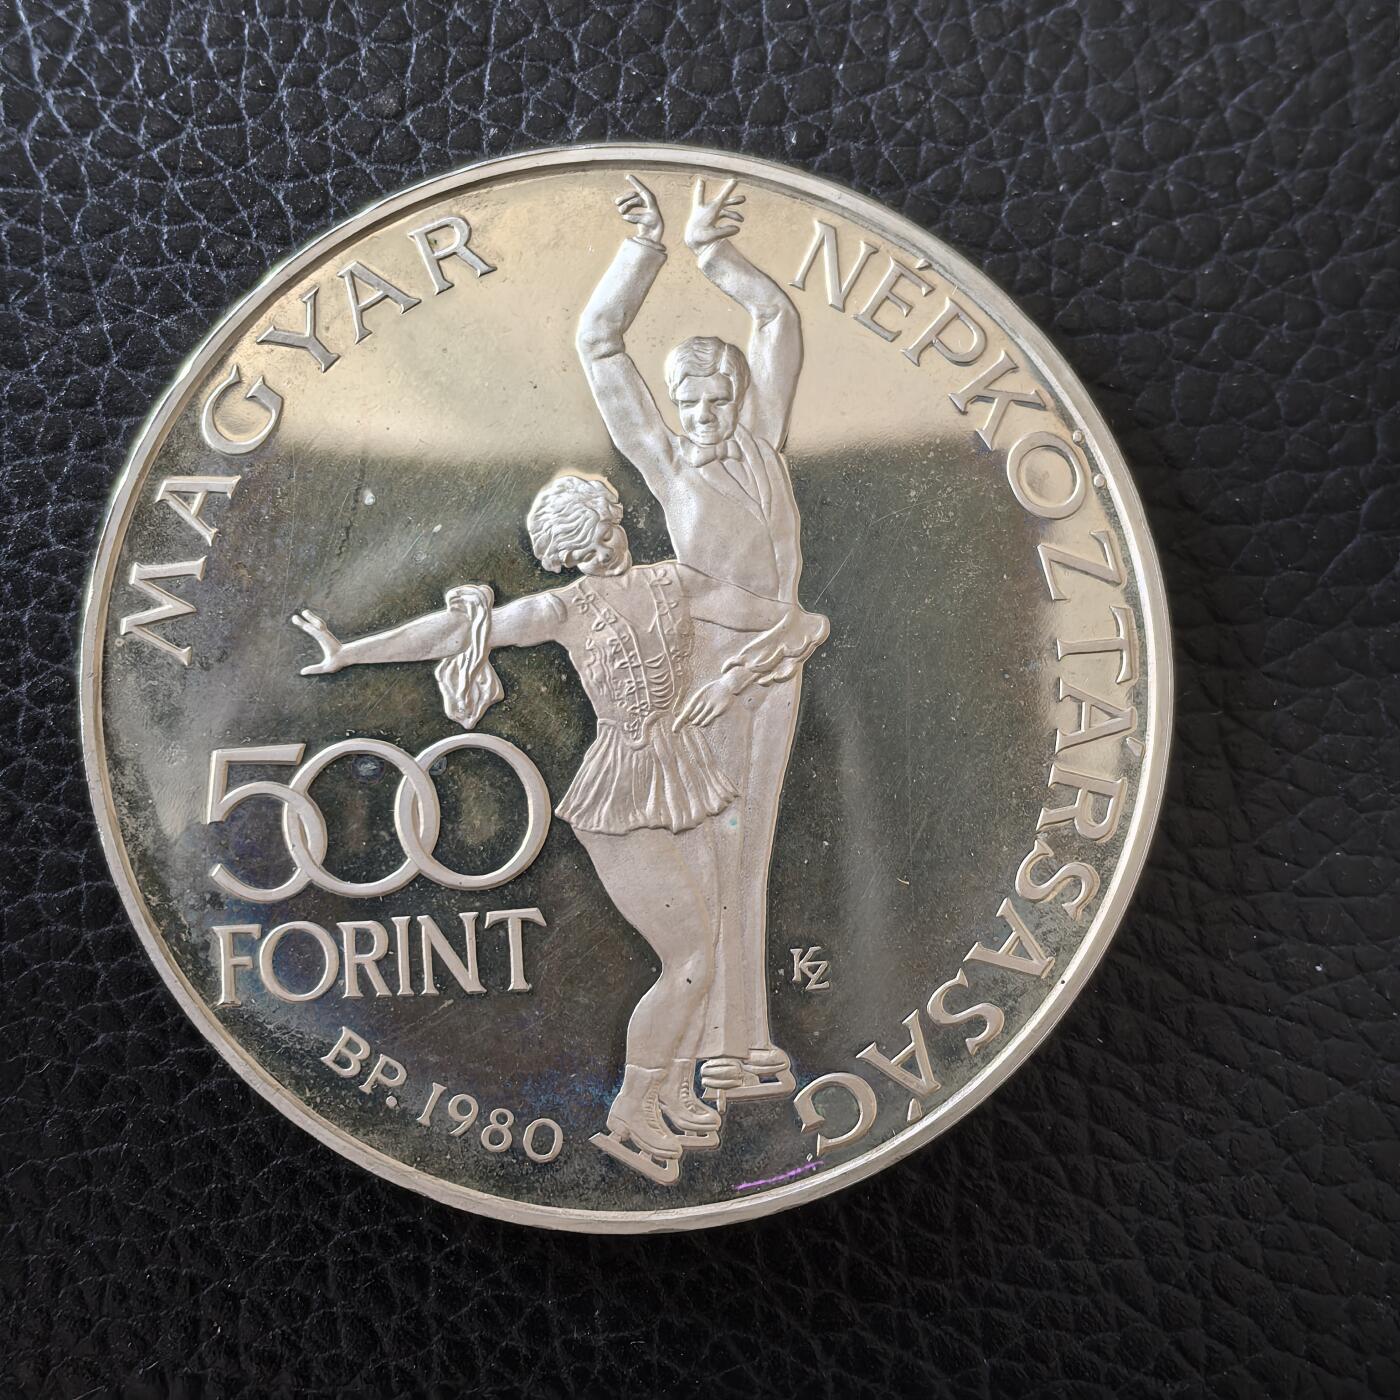 MAGYAR NÉPKÖZTÁRSASÁG
500
FORINT
BP. 1980
KZ